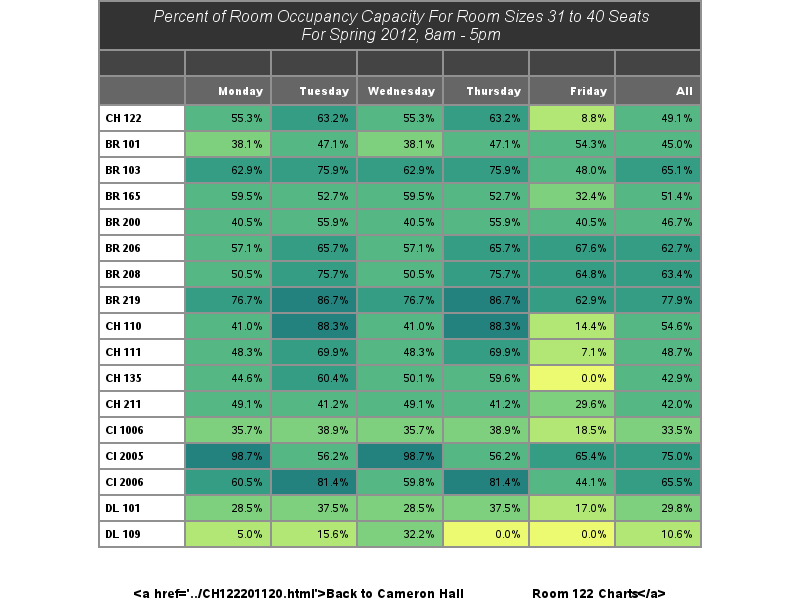 Percent of Room Occupancy Capacity For Room Sizes 31 to 40 Seats
For Spring 2012, 8am - 5pm
Monday Tuesday Wednesday Thursday Friday All
CH 122 55.3% 63.2% 55.3% 63.2% 8.8% 49.1%
BR 101 38.1% 47.1% 38.1% 47.1% 54.3% 45.0%
BR 103 62.9% 75.9% 62.9% 75.9% 48.0% 65.1%
BR 165 59.5% 52.7% 59.5% 52.7% 32.4% 51.4%
BR 200 40.5% 55.9% 40.5% 55.9% 40.5% 46.7%
BR 206 57.1% 65.7% 57.1% 65.7% 67.6% 62.7%
BR 208 50.5% 75.7% 50.5% 75.7% 64.8% 63.4%
BR 219 76.7% 86.7% 76.7% 86.7% 62.9% 77.9%
CH 110 41.0% 88.3% 41.0% 88.3% 14.4% 54.6%
CH 111 48.3% 69.9% 48.3% 69.9% 7.1% 48.7%
CH 135 44.6% 60.4% 50.1% 59.6% 0.0% 42.9%
CH 211 49.1% 41.2% 49.1% 41.2% 29.6% 42.0%
CI 1006 35.7% 38.9% 35.7% 38.9% 18.5% 33.5%
CI 2005 98.7% 56.2% 98.7% 56.2% 65.4% 75.0%
CI 2006 60.5% 81.4% 59.8% 81.4% 44.1% 65.5%
DL 101 28.5% 37.5% 28.5% 37.5% 17.0% 29.8%
DL 109 5.0% 15.6% 32.2% 0.0% 0.0% 10.6%
<a href='../CH122201120.html'>Back to Cameron Hall Room 122 Charts</a>